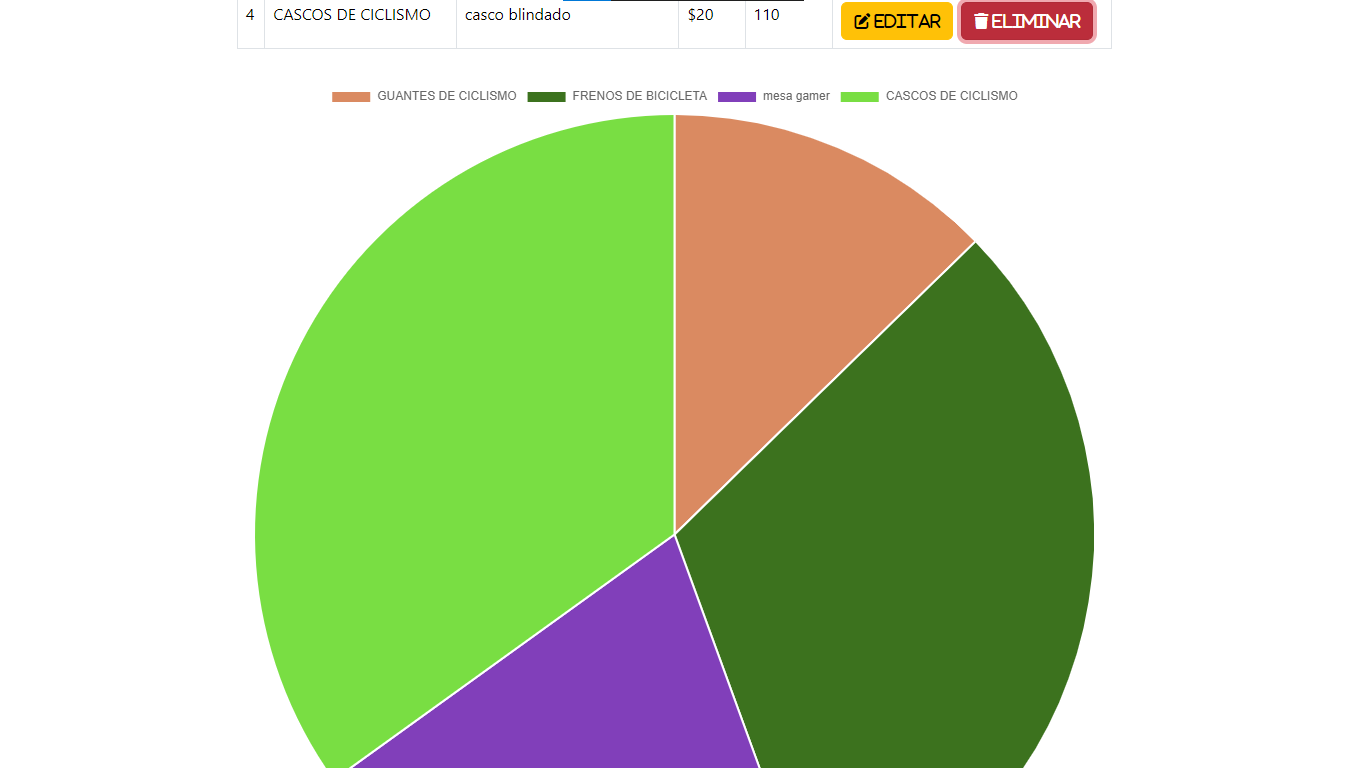 4 CASCOS DE CICLISMO casco blindado $20 110 EDITAR ELIMINAR
GUANTES DE CICLISMO FRENOS DE BICICLETA mesa gamer CASCOS DE CICLISMO